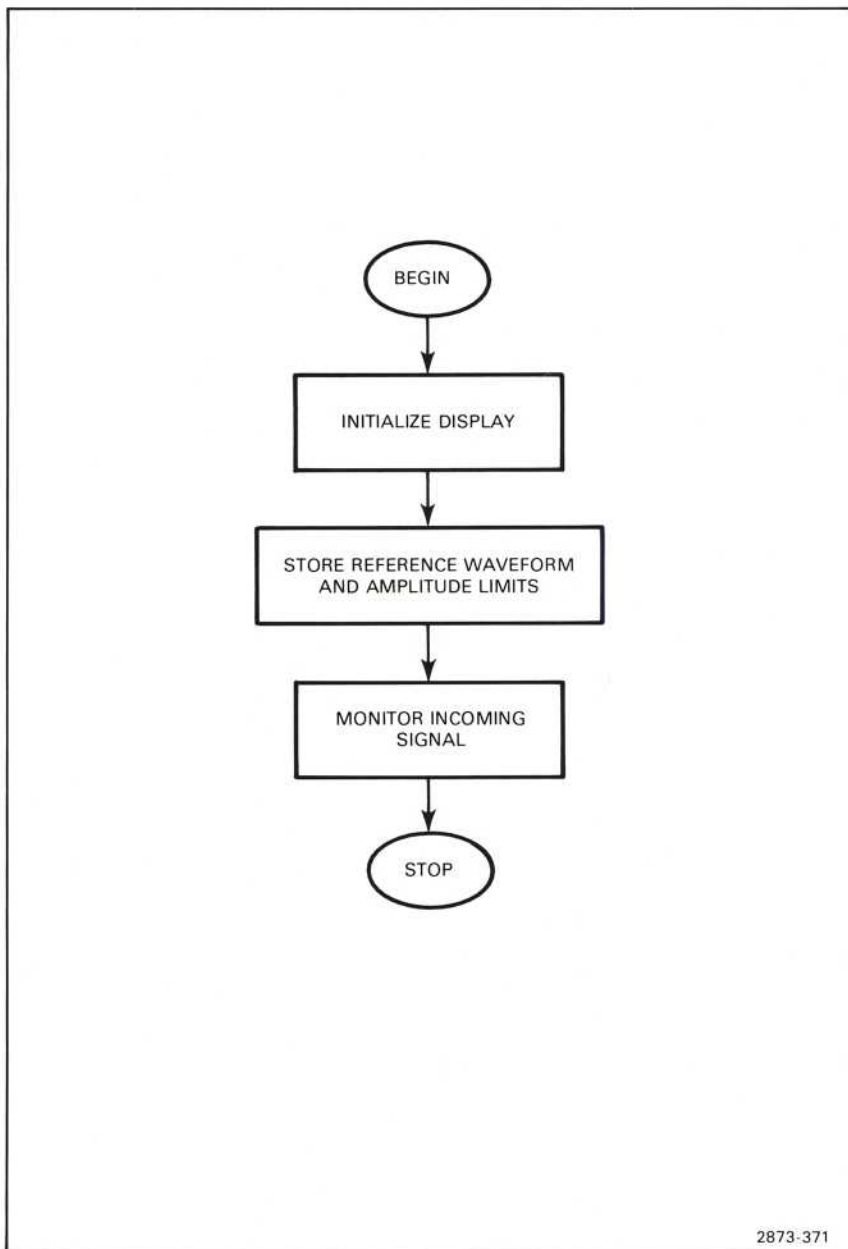 BEGIN
INITIALIZE DISPLAY
STORE REFERENCE WAVEFORM
AND AMPLITUDE LIMITS
MONITOR INCOMING
SIGNAL
STOP
2873-371